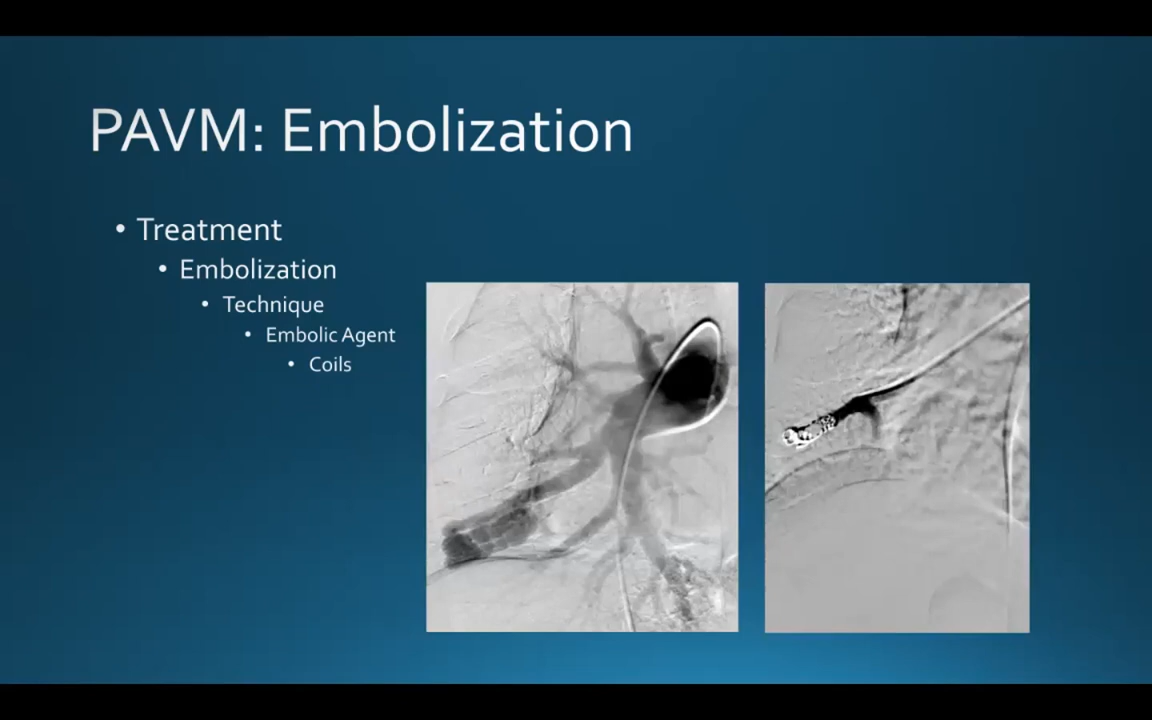 PAVM: Embolization
• Treatment
• Embolization
• Technique
• Embolic Agent
• Coils